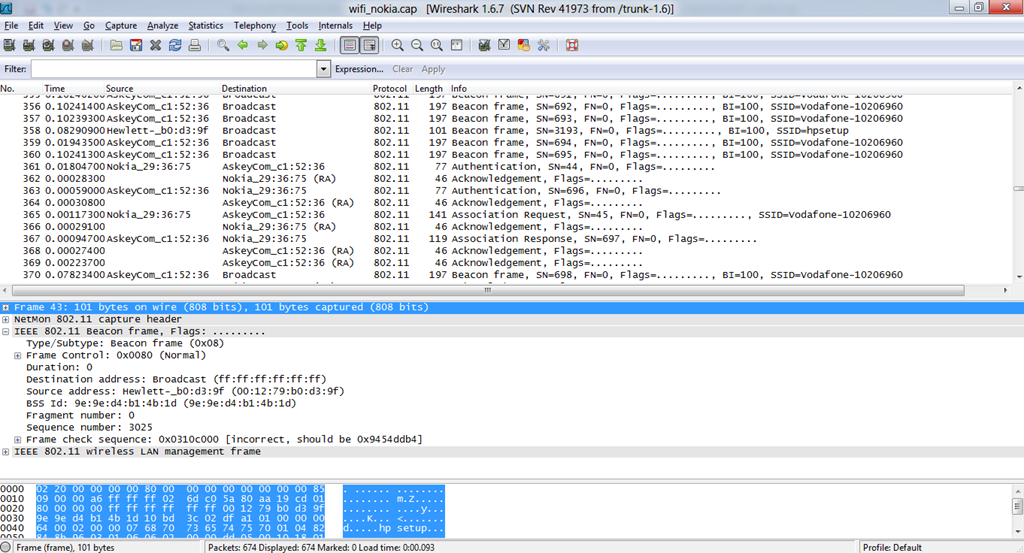 wifi_nokia.cap [Wireshark 1.6.7 (SVN Rev 41973 from /trunk-1.6)]
File Edit View Go Capture Analyze Statistics Telephony Tools Internals Help
Filter: Expression... Clear Apply
No. Time Source Destination Protocol Length Info
356 0.10241400 AskeyCom_c1:52:36 Broadcast 802.11 197 Beacon frame, SN=692, FN=0, Flags=........, BI=100, SSID=Vodafone-10206960
357 0.10239300 AskeyCom_c1:52:36 Broadcast 802.11 197 Beacon frame, SN=693, FN=0, Flags=........, BI=100, SSID=Vodafone-10206960
358 0.08290900 Hewlett-_b0:d3:9f Broadcast 802.11 101 Beacon frame, SN=3193, FN=0, Flags=........, BI=100, SSID=hpsetup
359 0.01943500 AskeyCom_c1:52:36 Broadcast 802.11 197 Beacon frame, SN=694, FN=0, Flags=........, BI=100, SSID=Vodafone-10206960
360 0.10241300 AskeyCom_c1:52:36 Broadcast 802.11 197 Beacon frame, SN=695, FN=0, Flags=........, BI=100, SSID=Vodafone-10206960
361 0.01804700 Nokia_29:36:75 AskeyCom_c1:52:36 802.11 77 Authentication, SN=44, FN=0, Flags=........
362 0.00028300 Nokia_29:36:75 (RA) 802.11 46 Acknowledgement, Flags=........
363 0.00059000 AskeyCom_c1:52:36 Nokia_29:36:75 802.11 77 Authentication, SN=696, FN=0, Flags=........
364 0.00030800 AskeyCom_c1:52:36 (RA) 802.11 46 Acknowledgement, Flags=........
365 0.00117300 Nokia_29:36:75 AskeyCom_c1:52:36 802.11 141 Association Request, SN=45, FN=0, Flags=........, SSID=Vodafone-10206960
366 0.00029100 Nokia_29:36:75 (RA) 802.11 46 Acknowledgement, Flags=........
367 0.00094700 AskeyCom_c1:52:36 Nokia_29:36:75 802.11 119 Association Response, SN=697, FN=0, Flags=........
368 0.00027400 AskeyCom_c1:52:36 (RA) 802.11 46 Acknowledgement, Flags=........
369 0.00223700 AskeyCom_c1:52:36 (RA) 802.11 46 Acknowledgement, Flags=........
370 0.07823400 AskeyCom_c1:52:36 Broadcast 802.11 197 Beacon frame, SN=698, FN=0, Flags=........, BI=100, SSID=Vodafone-10206960
Frame 43: 101 bytes on wire (808 bits), 101 bytes captured (808 bits)
NetMon 802.11 capture header
IEEE 802.11 Beacon frame, Flags: ........
Type/Subtype: Beacon frame (0x08)
Frame Control: 0x0080 (Normal)
Duration: 0
Destination address: Broadcast (ff:ff:ff:ff:ff:ff)
Source address: Hewlett-_b0:d3:9f (00:12:79:b0:d3:9f)
BSS Id: 9e:9e:d4:b1:4b:1d (9e:9e:d4:b1:4b:1d)
Fragment number: 0
Sequence number: 3025
Frame check sequence: 0x0310c000 [incorrect, should be 0x9454ddb4]
IEEE 802.11 wireless LAN management frame
0000 02 20 00 00 00 00 80 00 00 00 00 00 00 00 00 85 . ...... ........
0010 09 00 00 a6 ff ff ff 02 6d c0 5a 80 aa 19 cd 01 ........ m.Z.....
0020 80 00 00 00 ff ff ff ff ff ff 00 12 79 b0 d3 9f ........ ....y...
0030 9e 9e d4 b1 4b 1d 10 bd 3c 02 df a1 01 00 00 00 ....K... <.......
0040 64 00 02 00 00 07 68 70 73 65 74 75 70 01 04 82 d.....hp setup...
Frame (frame), 101 bytes Packets: 674 Displayed: 674 Marked: 0 Load time: 0:00.093 Profile: Default